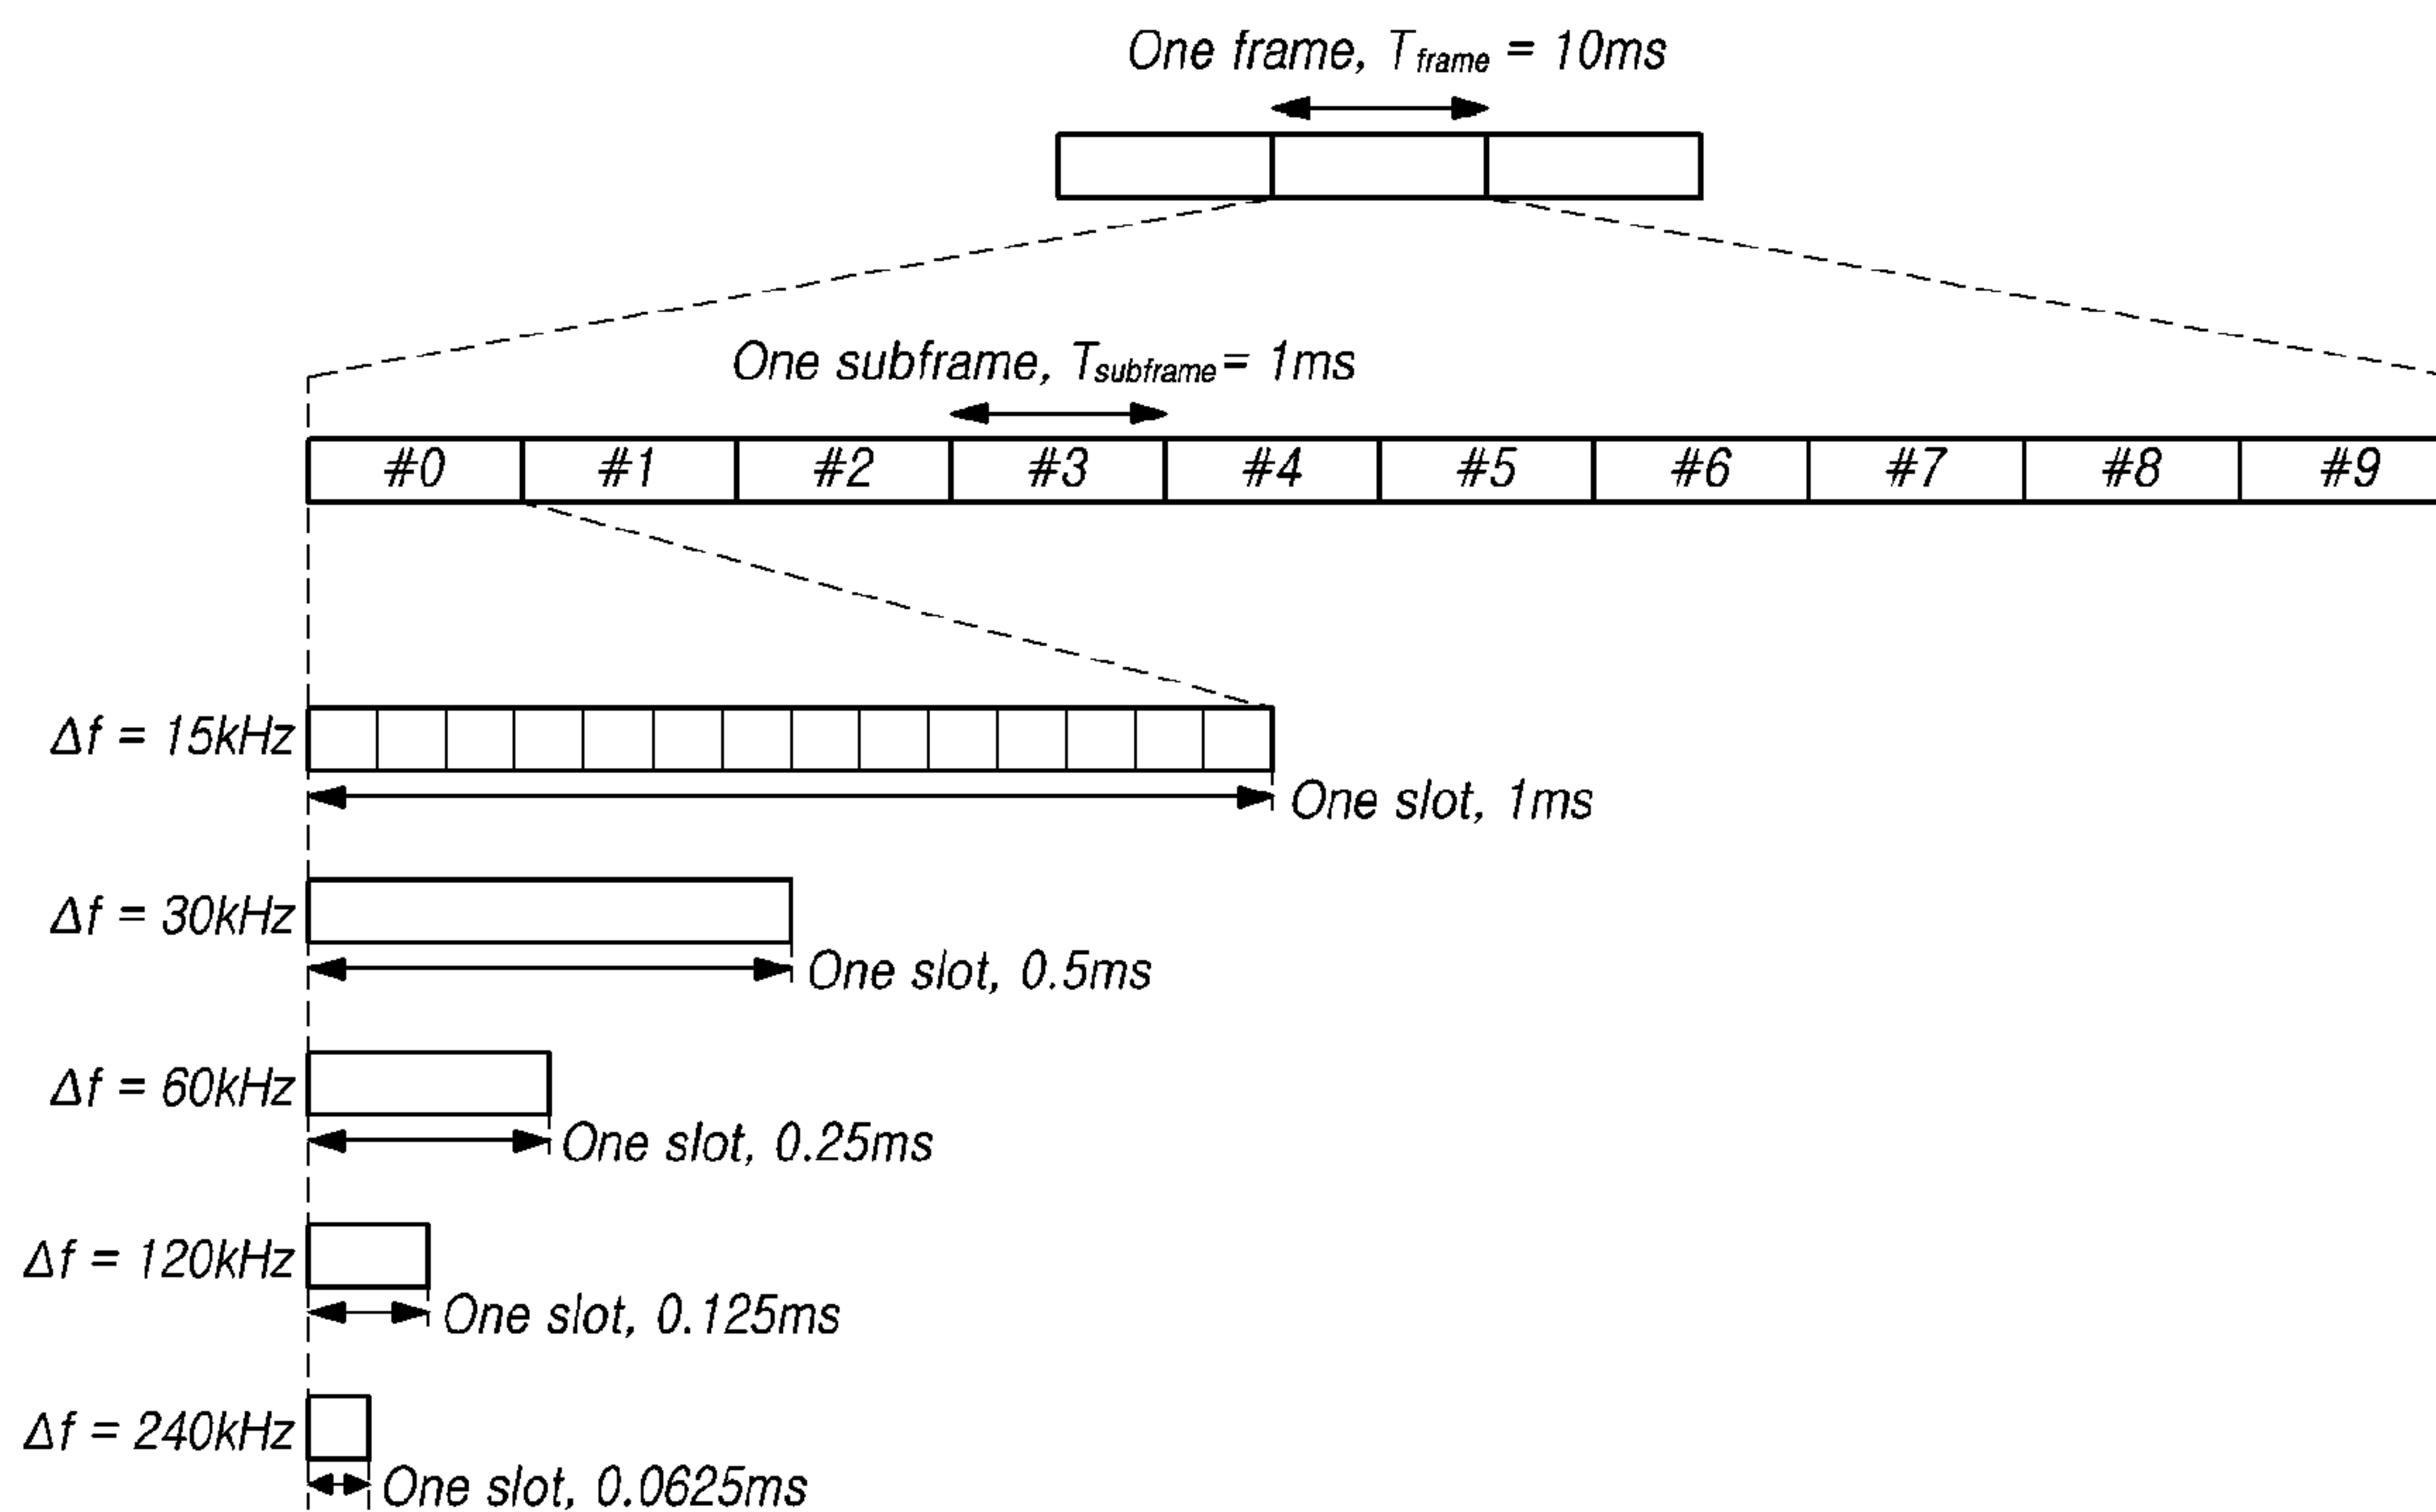 One frame, Tframe = 10ms
One subframe, Tsubframe = 1ms
#0 #1 #2 #3 #4 #5 #6 #7 #8 #9
Δf = 15kHz
One slot, 1ms
Δf = 30kHz
One slot, 0.5ms
Δf = 60kHz
One slot, 0.25ms
Δf = 120kHz
One slot, 0.125ms
Δf = 240kHz
One slot, 0.0625ms